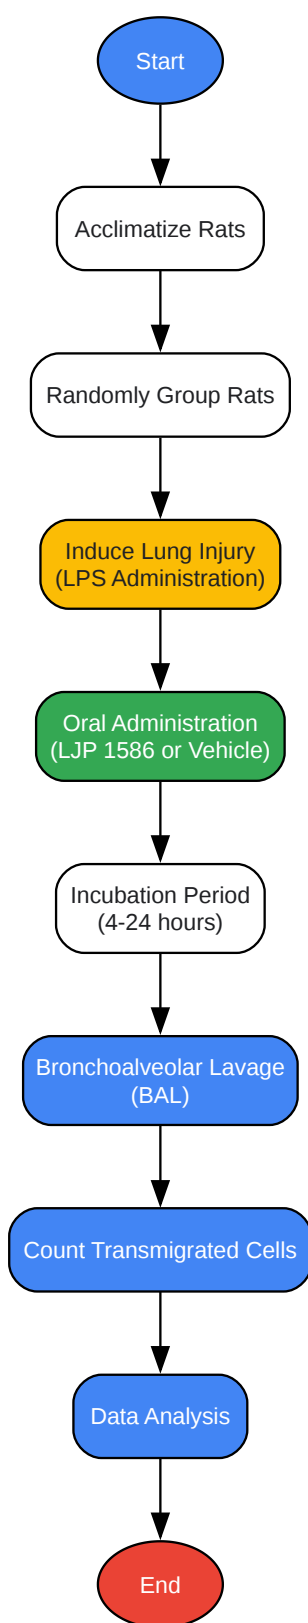 Start
Acclimatize Rats
Randomly Group Rats
Induce Lung Injury
(LPS Administration)
Oral Administration
(LJP 1586 or Vehicle)
Incubation Period
(4-24 hours)
Bronchoalveolar Lavage
(BAL)
Count Transmigrated Cells
Data Analysis
End